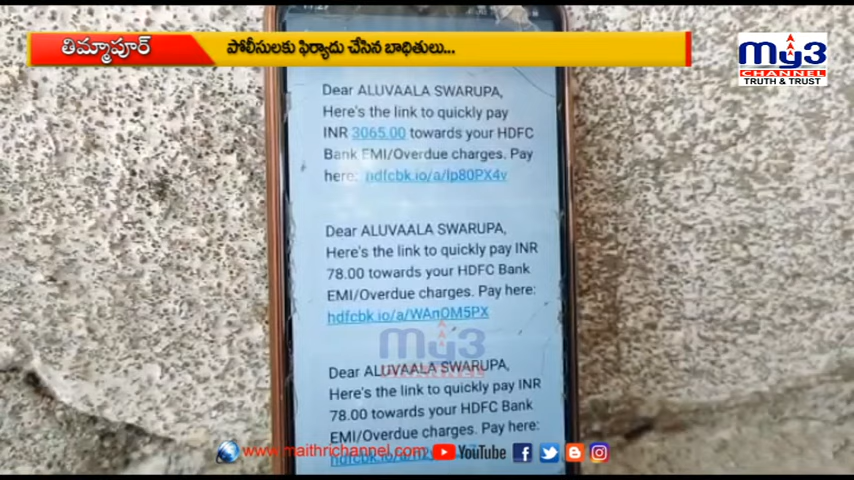 తిమ్మాపూర్
పోలీసులకు ఫిర్యాదు చేసిన బాధితులు...
My3
CHANNEL
TRUTH & TRUST
Dear ALUVAALA SWARUPA,
Here's the link to quickly pay
INR 3065.00 towards your HDFC
Bank EMI/Overdue charges. Pay
here: hdfcbk.io/a/lp80PX4v
Dear ALUVAALA SWARUPA,
Here's the link to quickly pay INR
78.00 towards your HDFC Bank
EMI/Overdue charges. Pay here:
hdfcbk.io/a/WAnOM5PX
My3
CHANNEL
Dear ALUVAALA SWARUPA,
Here's the link to quickly pay INR
78.00 towards your HDFC Bank
EMI/Overdue charges. Pay here:
www.maithrichannel.com YouTube